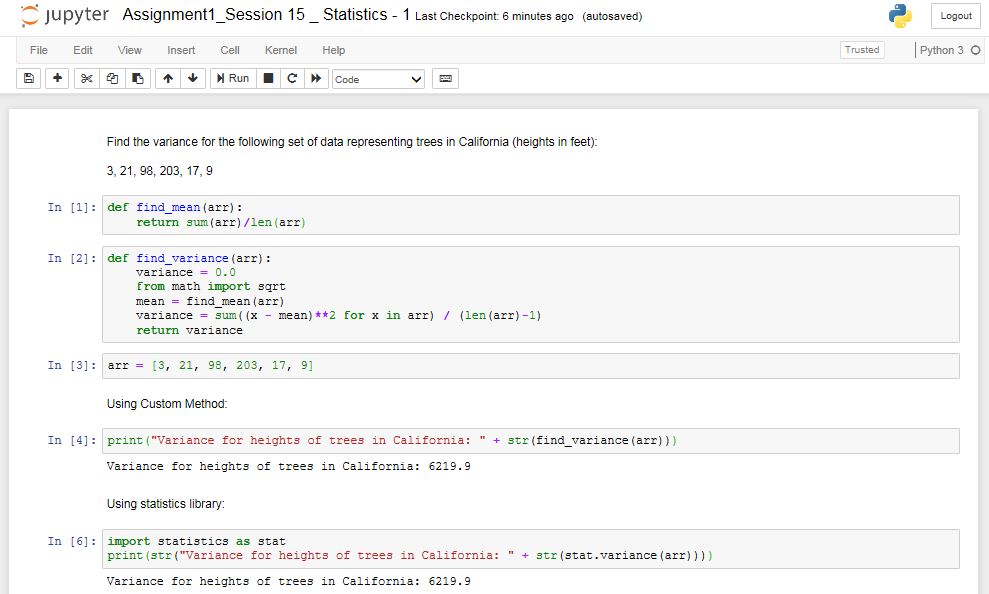 jupyter Assignment1_Session 15 _ Statistics - 1 Last Checkpoint: 6 minutes ago (autosaved) Logout
File Edit View Insert Cell Kernel Help Trusted Python 3
Run Code
Find the variance for the following set of data representing trees in California (heights in feet):
3, 21, 98, 203, 17, 9
In [1]: def find_mean(arr):
    return sum(arr)/len(arr)
In [2]: def find_variance(arr):
    variance = 0.0
    from math import sqrt
    mean = find_mean(arr)
    variance = sum((x - mean)**2 for x in arr) / (len(arr)-1)
    return variance
In [3]: arr = [3, 21, 98, 203, 17, 9]
Using Custom Method:
In [4]: print("Variance for heights of trees in California: " + str(find_variance(arr)))
Variance for heights of trees in California: 6219.9
Using statistics library:
In [6]: import statistics as stat
print(str("Variance for heights of trees in California: " + str(stat.variance(arr))))
Variance for heights of trees in California: 6219.9